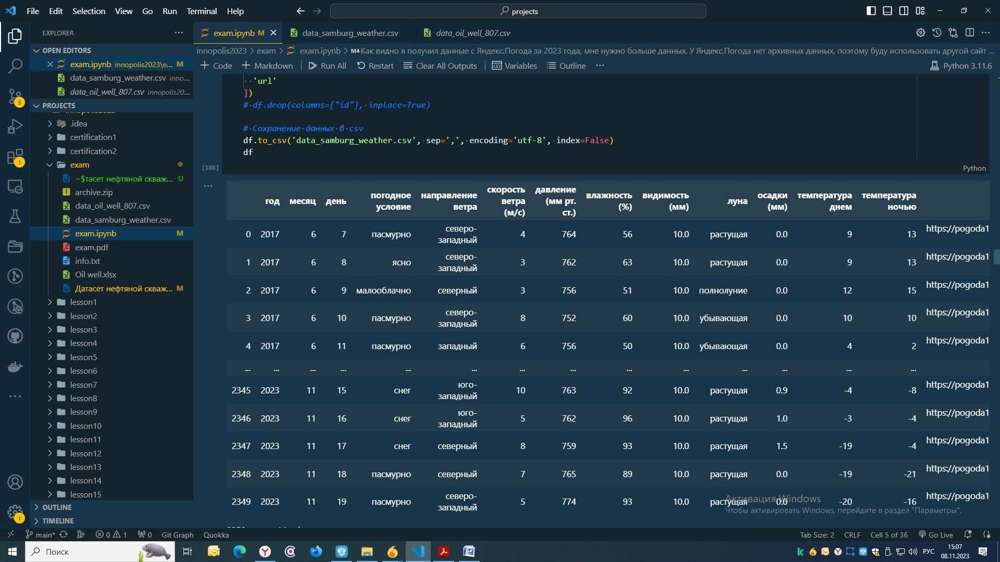 File Edit Selection View Go Run Terminal Help
projects
EXPLORER
exam.ipynb M
data_samburg_weather.csv
data_oil_well_807.csv
OPEN EDITORS
exam.ipynb innopolis2023\e... M
data_samburg_weather.csv inno...
data_oil_well_807.csv innopolis20...
PROJECTS
.idea
certification1
certification2
exam
~$тасет нефтяной скваж... U
archive.zip
data_oil_well_807.csv
data_samburg_weather.csv
exam.ipynb M
exam.pdf
info.txt
Oil well.xlsx
Датасет нефтяной скваж... M
lesson1
lesson2
lesson3
lesson4
lesson5
lesson6
lesson7
lesson8
lesson9
lesson10
lesson11
lesson12
lesson13
lesson14
lesson15
OUTLINE
TIMELINE
innopolis2023 > exam > exam.ipynb > M↓Как видно я получил данные с Яндекс.Погода за 2023 года, мне нужно больше данных. У Яндекс.Погода нет архивных данных, поэтому буду использовать другой сайт ...
+ Code + Markdown Run All Restart Clear All Outputs Variables Outline ... Python 3.11.6
'url'
])
# df.drop(columns=["id"], inplace=True)
# Сохранение данных в csv
df.to_csv('data_samburg_weather.csv', sep=',', encoding='utf-8', index=False)
df
[188]
Python
...
год месяц день погодное условие направление ветра скорость ветра (м/с) давление (мм рт. ст.) влажность (%) видимость (мм) луна осадки (мм) температура днем температура ночью
0 2017 6 7 пасмурно северо-западный 4 764 56 10.0 растущая 0.0 9 13 https://pogoda1
1 2017 6 8 ясно северо-западный 3 762 63 10.0 растущая 0.0 9 13 https://pogoda1
2 2017 6 9 малооблачно северный 3 756 51 10.0 полнолуние 0.0 12 15 https://pogoda1
3 2017 6 10 пасмурно северо-западный 8 752 60 10.0 убывающая 0.0 10 10 https://pogoda1
4 2017 6 11 пасмурно западный 6 756 50 10.0 убывающая 0.0 4 2 https://pogoda1
... ... ... ... ... ... ... ... ... ... ... ... ... ...
2345 2023 11 15 снег юго-западный 10 763 92 10.0 растущая 0.9 -4 -8 https://pogoda1
2346 2023 11 16 снег юго-западный 5 762 96 10.0 растущая 1.0 -3 -4 https://pogoda1
2347 2023 11 17 снег северный 8 759 93 10.0 растущая 1.5 -19 -4 https://pogoda1
2348 2023 11 18 пасмурно северный 7 765 89 10.0 растущая 0.0 -19 -21 https://pogoda1
2349 2023 11 19 пасмурно северо-западный 5 774 93 10.0 растущая 0.0 -20 -16 https://pogoda1
Активация Windows
Чтобы активировать Windows, перейдите в раздел "Параметры".
main* 0 1 0 Git Graph Quokka Tab Size: 2 CRLF Cell 5 of 36 Go Live
Поиск
РУС
15:07
08.11.2023